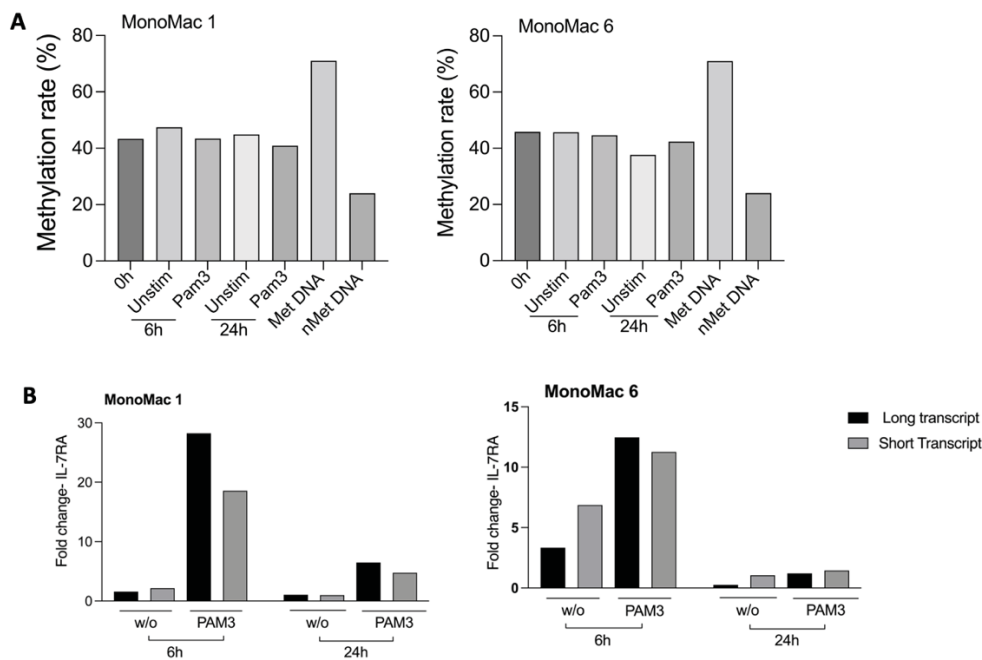 A
MonoMac 1
Methylation rate (%)
80
60
40
20
0
0h
Unstim
Pam3
Unstim
Pam3
Met DNA
nMet DNA
6h
24h
MonoMac 6
Methylation rate (%)
80
60
40
20
0
0h
Unstim
Pam3
Unstim
Pam3
Met DNA
nMet DNA
6h
24h
B
MonoMac 1
Fold change- IL-7RA
30
20
10
0
w/o
PAM3
w/o
PAM3
6h
24h
MonoMac 6
Fold change- IL-7RA
15
10
5
0
w/o
PAM3
w/o
PAM3
6h
24h
Long transcript
Short Transcript